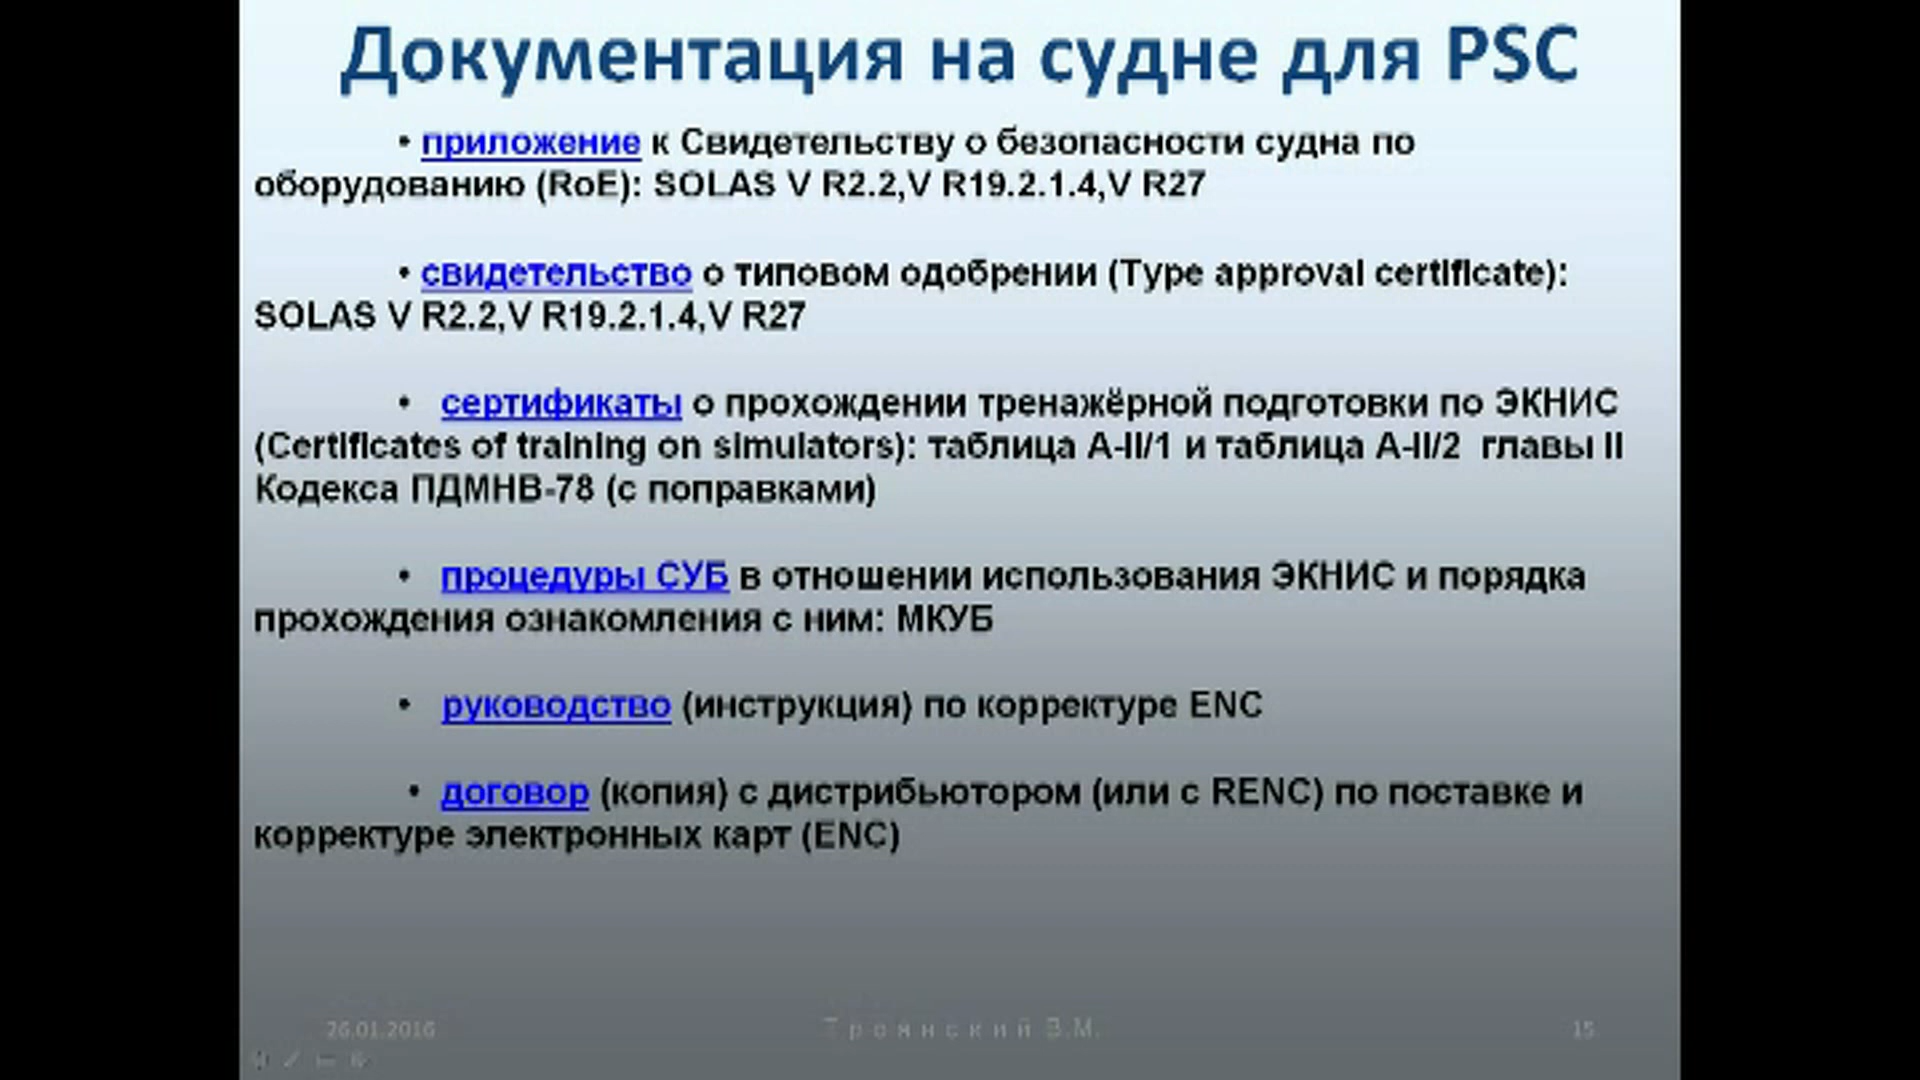 Документация на судне для PSC
• приложение к Свидетельству о безопасности судна по
оборудованию (RoE): SOLAS V R2.2,V R19.2.1.4,V R27
• свидетельство о типовом одобрении (Type approval certificate):
SOLAS V R2.2,V R19.2.1.4,V R27
• сертификаты о прохождении тренажёрной подготовки по ЭКНИС
(Certificates of training on simulators): таблица A-II/1 и таблица A-II/2 главы II
Кодекса ПДМНВ-78 (с поправками)
• процедуры СУБ в отношении использования ЭКНИС и порядка
прохождения ознакомления с ним: МКУБ
• руководство (инструкция) по корректуре ENC
• договор (копия) с дистрибьютором (или с RENC) по поставке и
корректуре электронных карт (ENC)
26.01.2016 Троянский В.М. 15